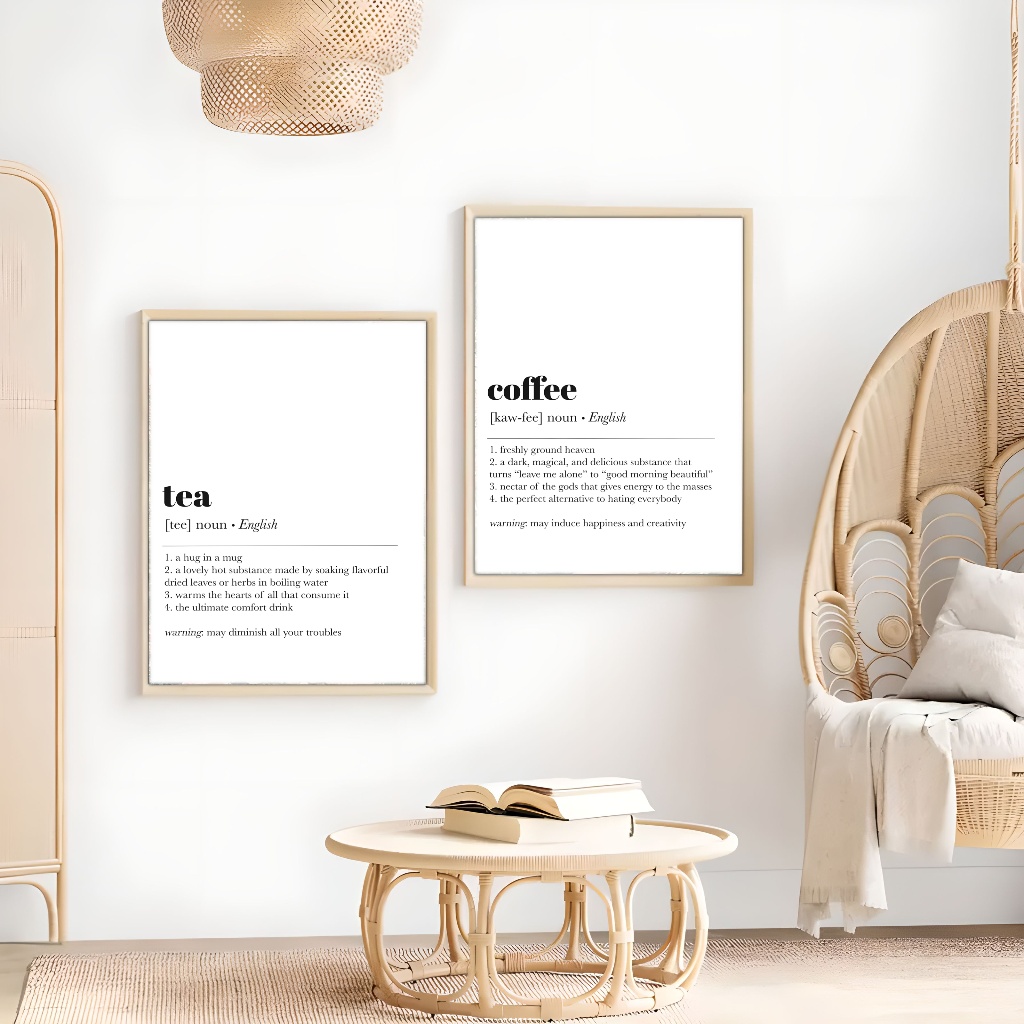 tea
[tee] noun • English
1. a hug in a mug
2. a lovely hot substance made by soaking flavorful
dried leaves or herbs in boiling water
3. warms the hearts of all that consume it
4. the ultimate comfort drink
warning: may diminish all your troubles
coffee
[kaw-fee] noun • English
1. freshly ground heaven
2. a dark, magical, and delicious substance that
turns “leave me alone” to “good morning beautiful”
3. nectar of the gods that gives energy to the masses
4. the perfect alternative to hating everybody
warning: may induce happiness and creativity